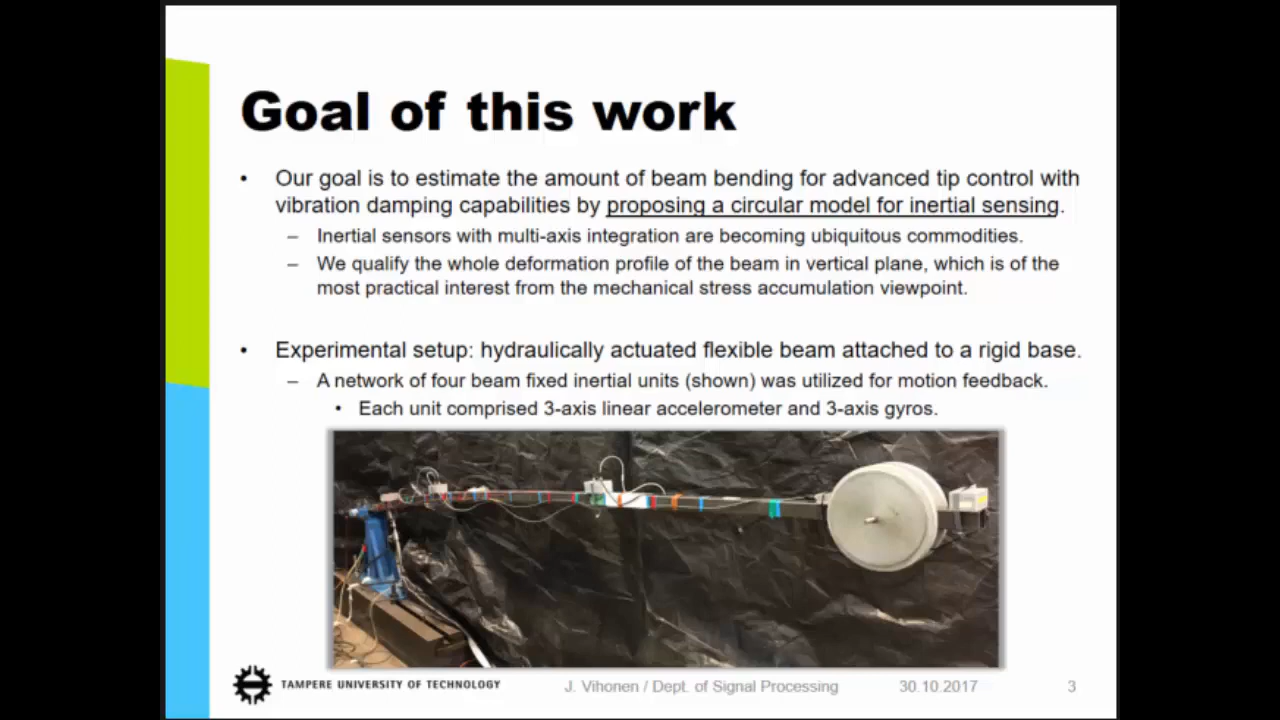 Goal of this work
• Our goal is to estimate the amount of beam bending for advanced tip control with
vibration damping capabilities by proposing a circular model for inertial sensing.
– Inertial sensors with multi-axis integration are becoming ubiquitous commodities.
– We qualify the whole deformation profile of the beam in vertical plane, which is of the
most practical interest from the mechanical stress accumulation viewpoint.
• Experimental setup: hydraulically actuated flexible beam attached to a rigid base.
– A network of four beam fixed inertial units (shown) was utilized for motion feedback.
• Each unit comprised 3-axis linear accelerometer and 3-axis gyros.
TAMPERE UNIVERSITY OF TECHNOLOGY
J. Vihonen / Dept. of Signal Processing
30.10.2017
3